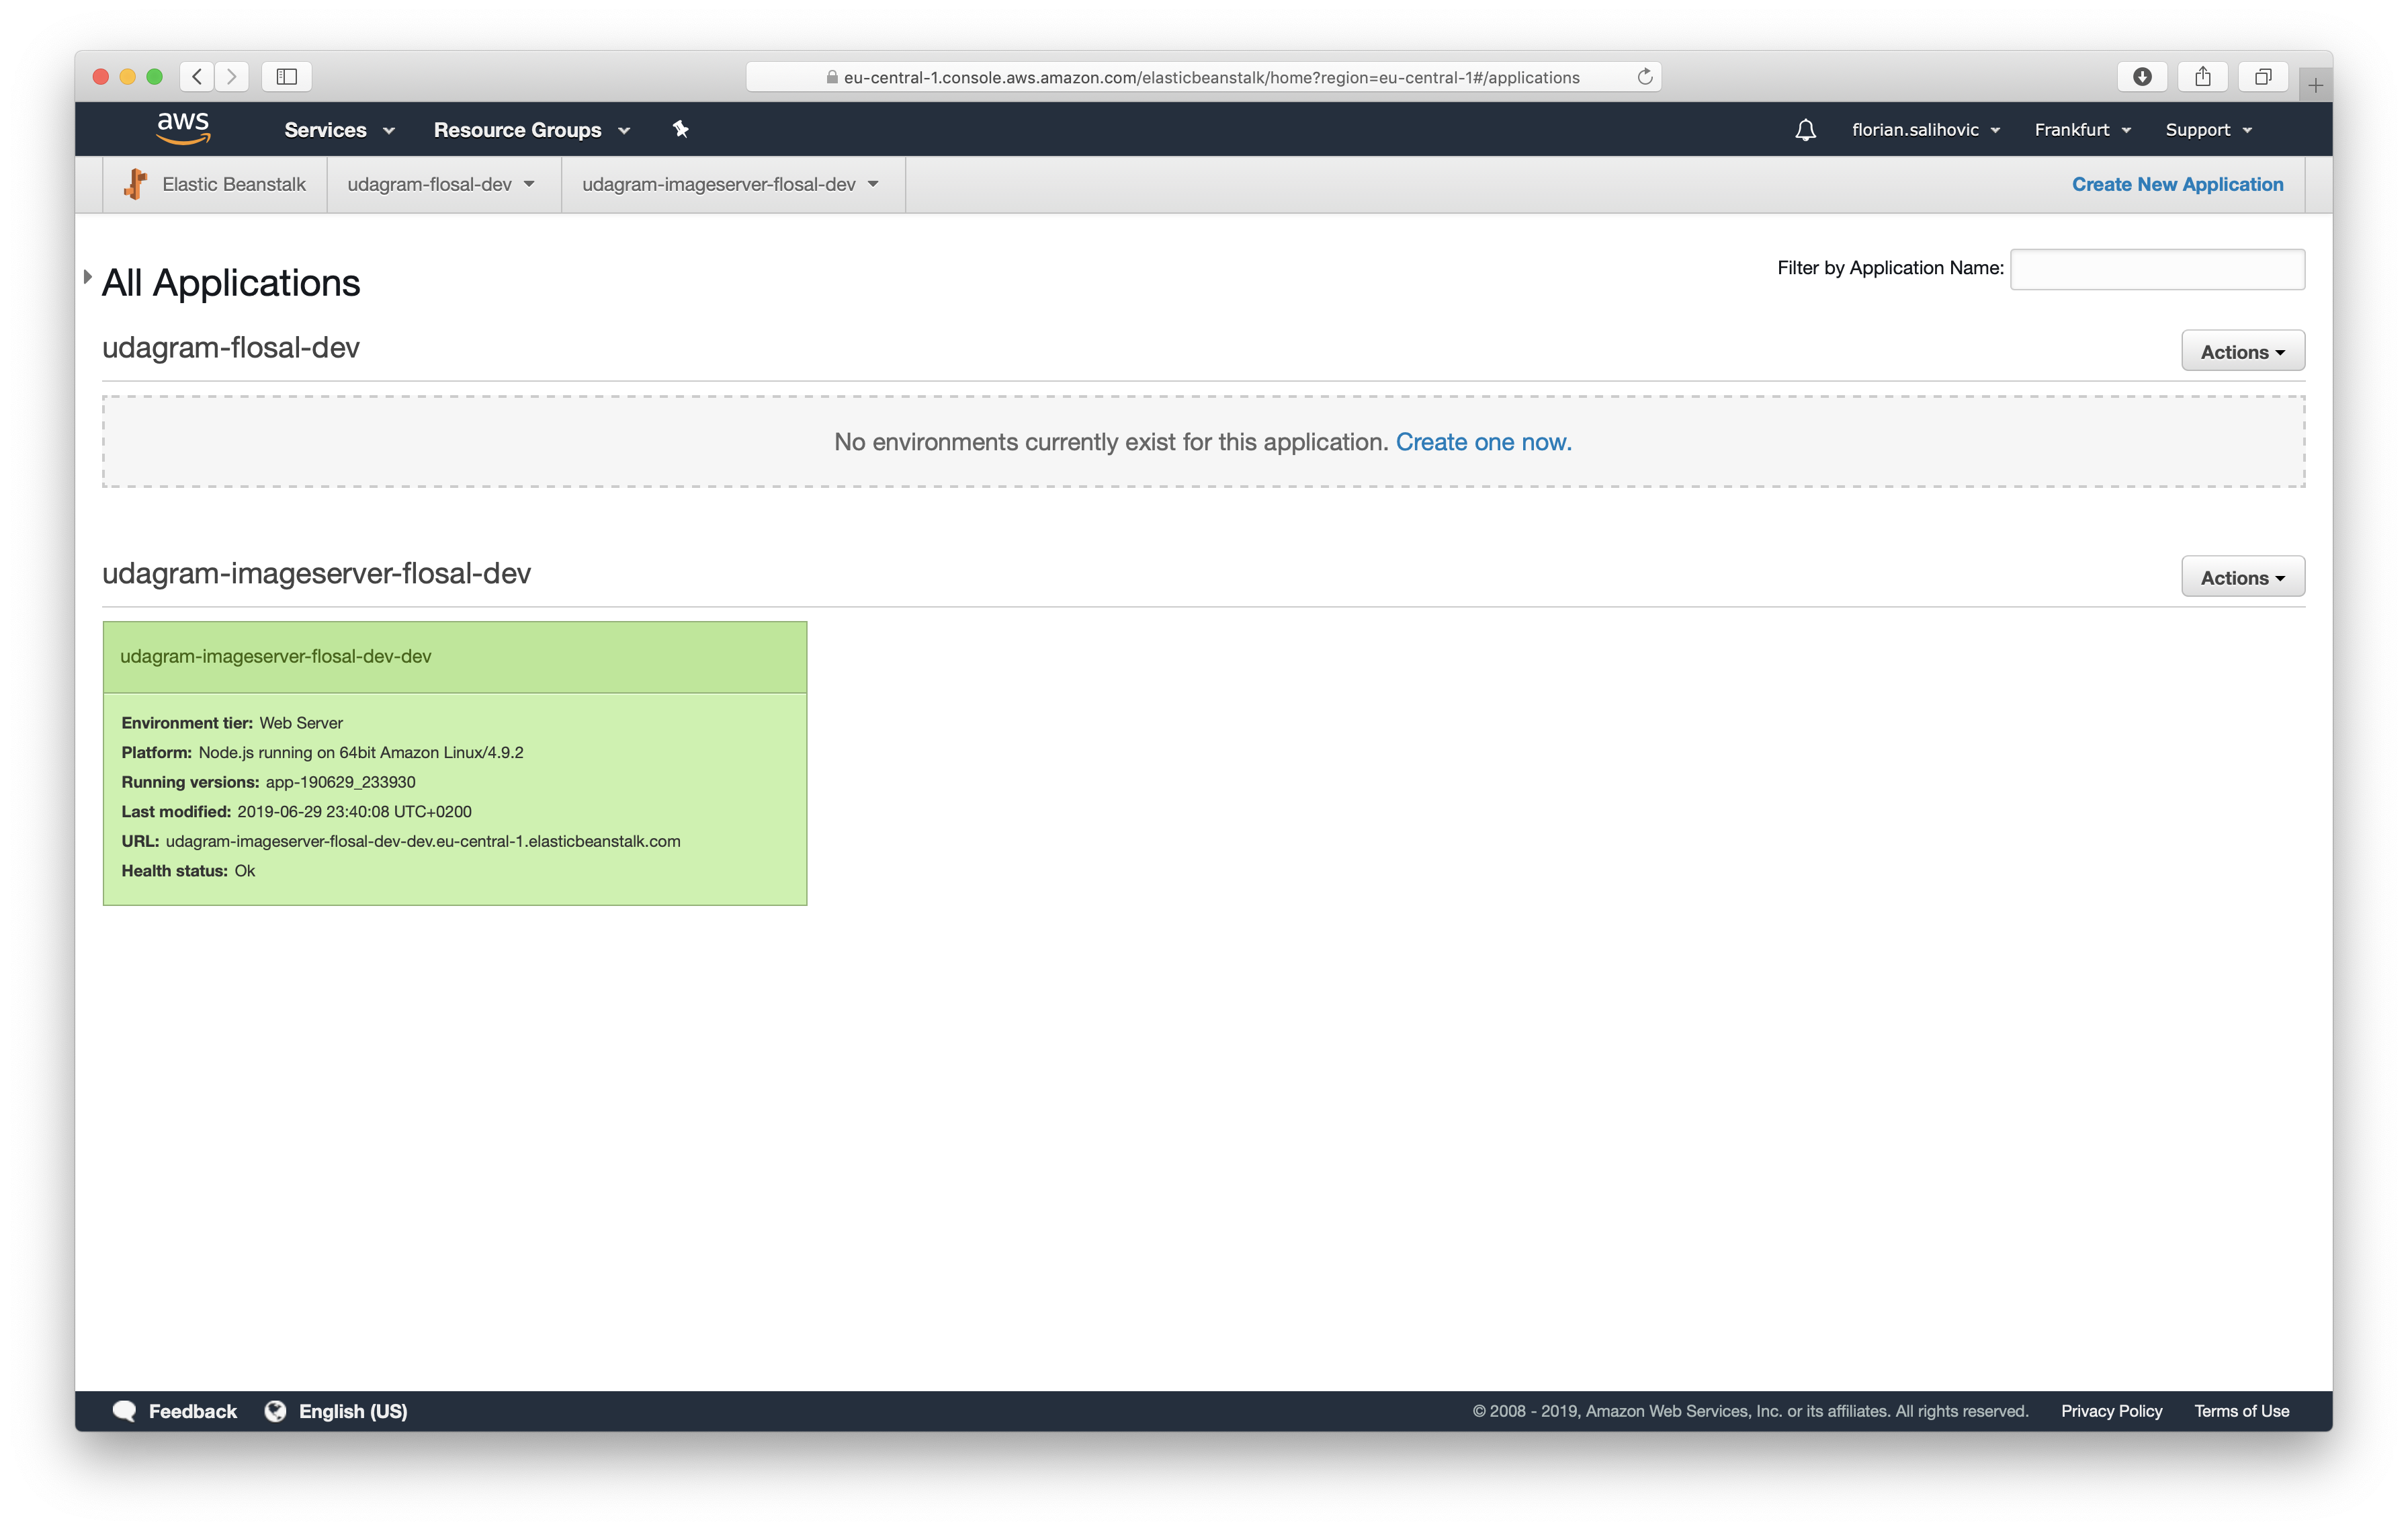 eu-central-1.console.aws.amazon.com/elasticbeanstalk/home?region=eu-central-1#/applications
aws Services Resource Groups florian.salihovic Frankfurt Support
Elastic Beanstalk udagram-flosal-dev udagram-imageserver-flosal-dev Create New Application
All Applications Filter by Application Name:
udagram-flosal-dev Actions
No environments currently exist for this application. Create one now.
udagram-imageserver-flosal-dev Actions
udagram-imageserver-flosal-dev-dev
Environment tier: Web Server
Platform: Node.js running on 64bit Amazon Linux/4.9.2
Running versions: app-190629_233930
Last modified: 2019-06-29 23:40:08 UTC+0200
URL: udagram-imageserver-flosal-dev-dev.eu-central-1.elasticbeanstalk.com
Health status: Ok
Feedback English (US) © 2008 - 2019, Amazon Web Services, Inc. or its affiliates. All rights reserved. Privacy Policy Terms of Use